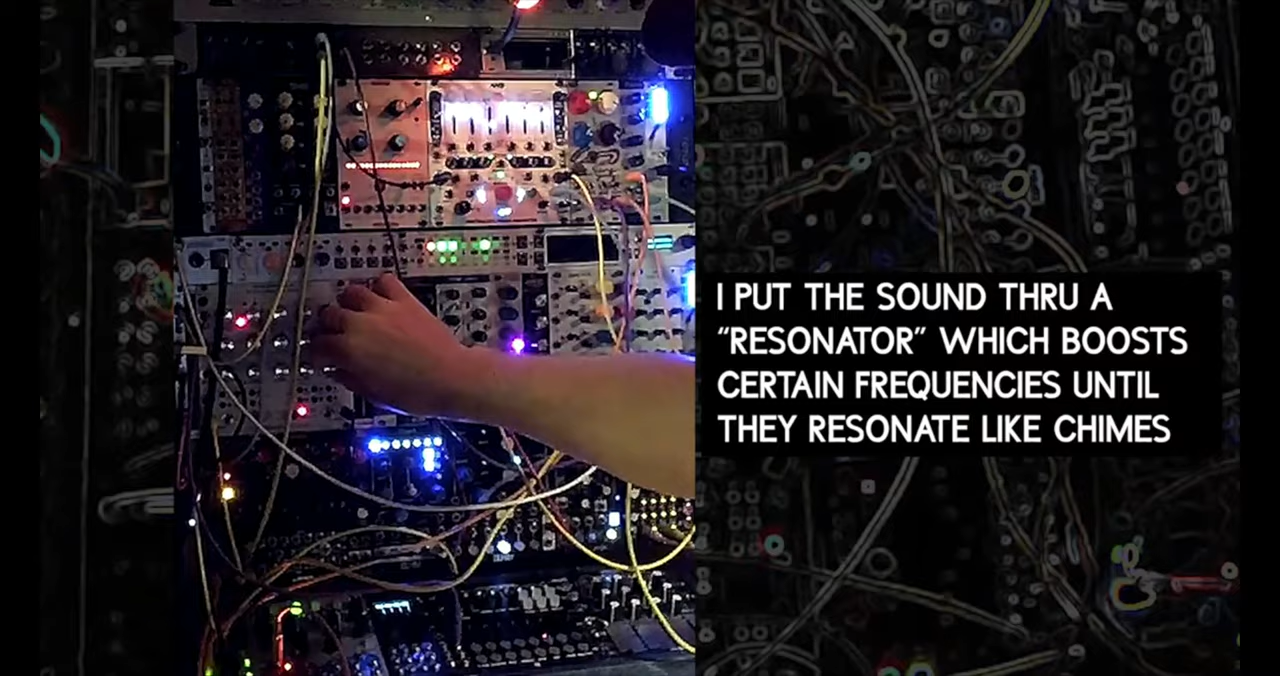 I PUT THE SOUND THRU A
“RESONATOR” WHICH BOOSTS
CERTAIN FREQUENCIES UNTIL
THEY RESONATE LIKE CHIMES